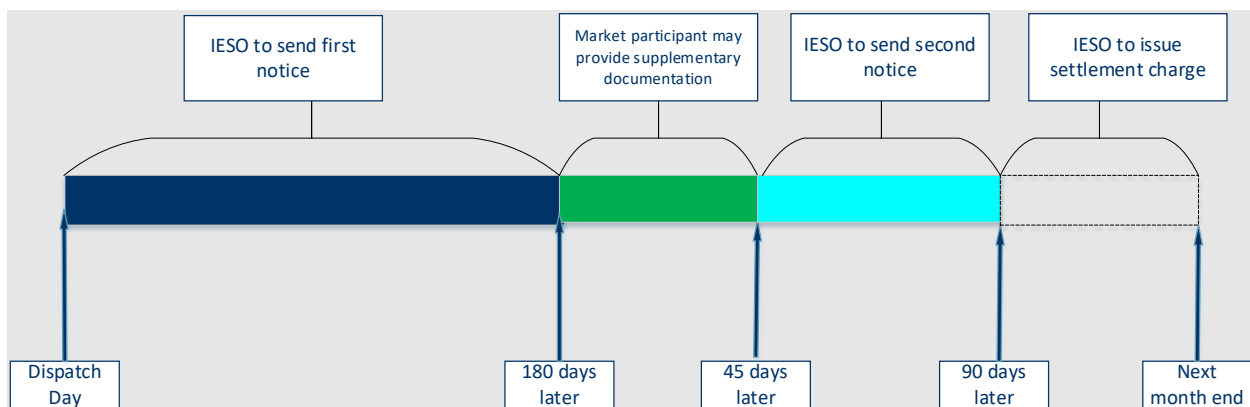 IESO to send first
notice
Market participant may
provide supplementary
documentation
IESO to send second
notice
IESO to issue
settlement charge
Dispatch
Day
180 days
later
45 days
later
90 days
later
Next
month end